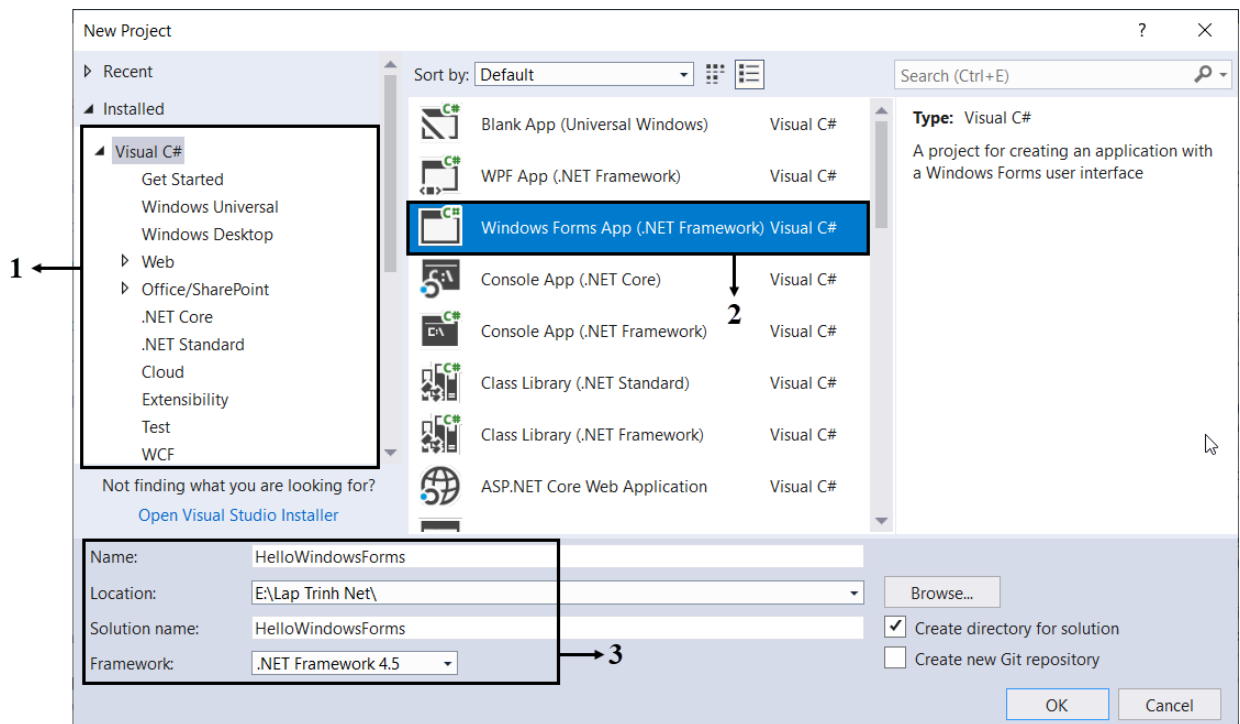 New Project
?
Recent
Installed
Visual C#
Get Started
Windows Universal
Windows Desktop
Web
Office/SharePoint
.NET Core
.NET Standard
Cloud
Extensibility
Test
WCF
1
Not finding what you are looking for?
Open Visual Studio Installer
Sort by: Default
C# Blank App (Universal Windows) Visual C#
C# WPF App (.NET Framework) Visual C#
C# Windows Forms App (.NET Framework) Visual C#
2
Console App (.NET Core) Visual C#
C# Console App (.NET Framework) Visual C#
C# Class Library (.NET Standard) Visual C#
C# Class Library (.NET Framework) Visual C#
ASP.NET Core Web Application Visual C#
Search (Ctrl+E)
Type: Visual C#
A project for creating an application with
a Windows Forms user interface
Name: HelloWindowsForms
Location: E:\Lap Trinh Net\
Browse...
Solution name: HelloWindowsForms
Create directory for solution
Framework: .NET Framework 4.5
3
Create new Git repository
OK Cancel